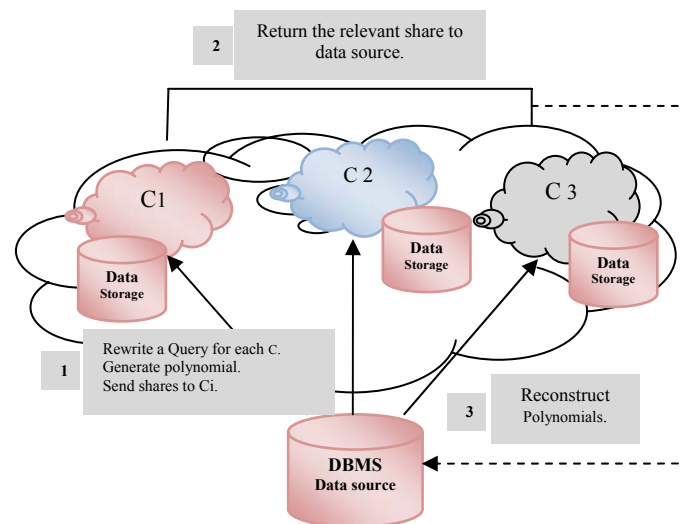 2
Return the relevant share to
data source.
C1
C 2
C 3
Data
Storage
Data
Storage
Data
Storage
1
Rewrite a Query for each C.
Generate polynomial.
Send shares to Ci.
3
Reconstruct
Polynomials.
DBMS
Data source